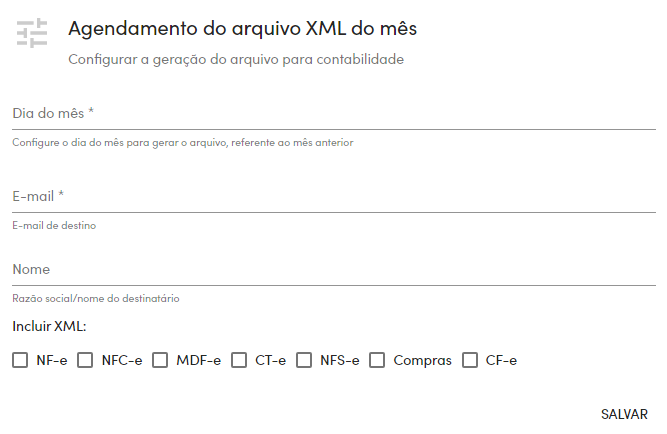 Agendamento do arquivo XML do mês
Configurar a geração do arquivo para contabilidade
Dia do mês *
Configure o dia do mês para gerar o arquivo, referente ao mês anterior
E-mail *
E-mail de destino
Nome
Razão social/nome do destinatário
Incluir XML:
NF-e NFC-e MDF-e CT-e NFS-e Compras CF-e
SALVAR